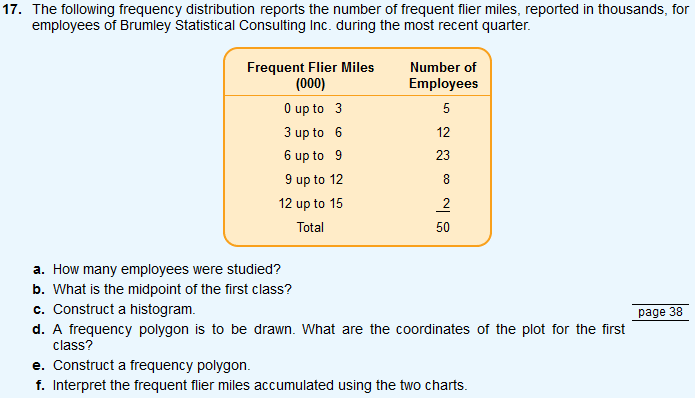 17. The following frequency distribution reports the number of frequent flier miles, reported in thousands, for
employees of Brumley Statistical Consulting Inc. during the most recent quarter.
Frequent Flier Miles Number of
(000) Employees
0 up to 3 5
3 up to 6 12
6 up to 9 23
9 up to 12 8
12 up to 15 2
Total 50
a. How many employees were studied?
b. What is the midpoint of the first class?
c. Construct a histogram.
page 38
d. A frequency polygon is to be drawn. What are the coordinates of the plot for the first
class?
e. Construct a frequency polygon.
f. Interpret the frequent flier miles accumulated using the two charts.